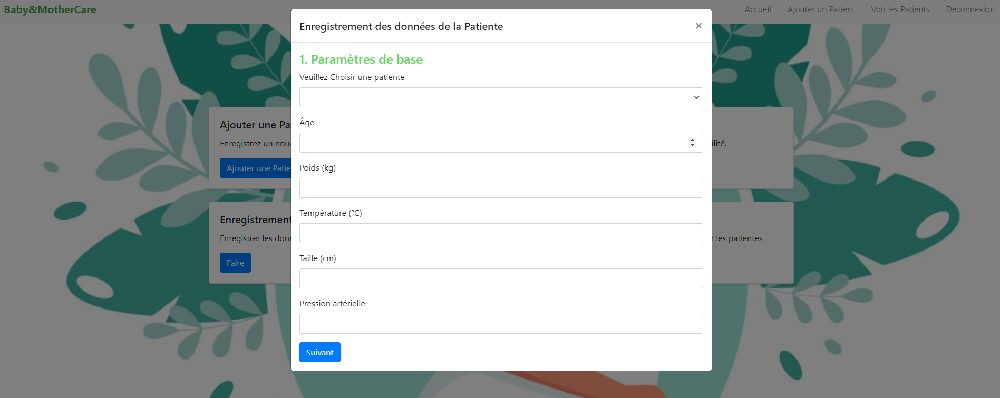 Baby&MotherCare
Accueil
Ajouter un Patient
Voir les Patients
Déconnexion
Enregistrement des données de la Patiente
×
1. Paramètres de base
Veuillez Choisir une patiente
Âge
Poids (kg)
Température (°C)
Taille (cm)
Pression artérielle
Suivant
Ajouter une Pa
Enregistrez un nouv
Ajouter une Patie
Enregistrement
Enregistrer les don
r les patientes
Faire